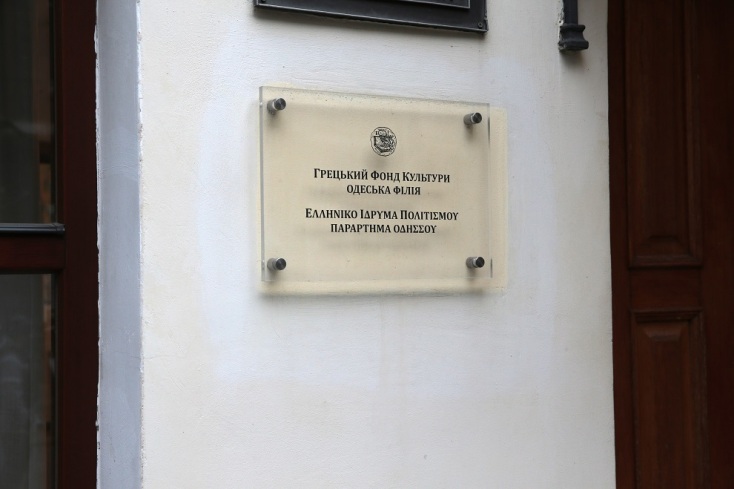 Грецький Фонд Культури
одеська філія
Ελληνικο Ιδρυμα Πολιτισμου
παραρτημα οδησσου